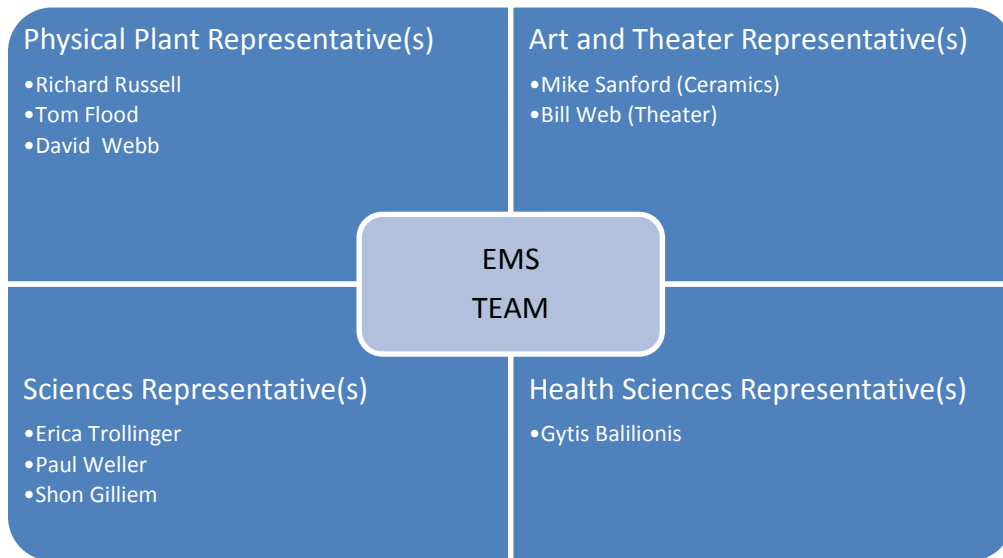 Physical Plant Representative(s)
•Richard Russell
•Tom Flood
•David  Webb
Art and Theater Representative(s)
•Mike Sanford (Ceramics)
•Bill Web (Theater)
EMS
TEAM
Sciences Representative(s)
•Erica Trollinger
•Paul Weller
•Shon Gilliem
Health Sciences Representative(s)
•Gytis Balilionis